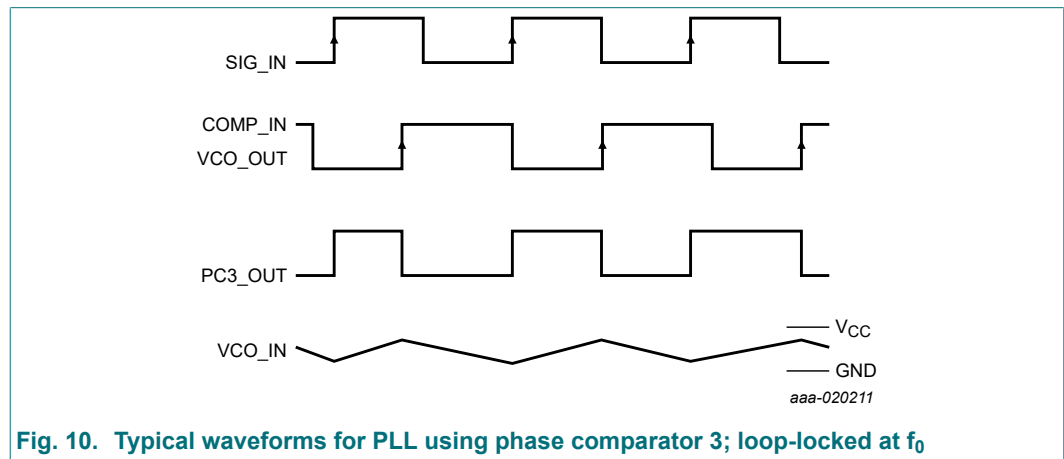 SIG_IN
COMP_IN
VCO_OUT
PC3_OUT
VCO_IN
VCC
GND
aaa-020211
Fig. 10. Typical waveforms for PLL using phase comparator 3; loop-locked at f0